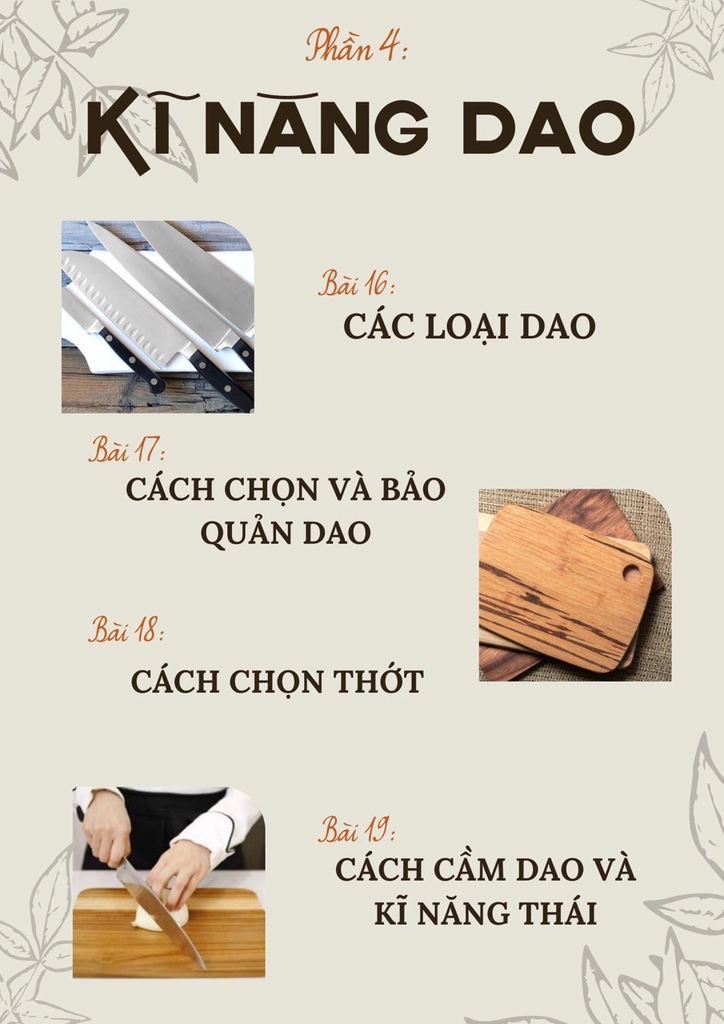 Phần 4:
KĨ NĂNG DAO
Bài 16:
CÁC LOẠI DAO
Bài 17:
CÁCH CHỌN VÀ BẢO
QUẢN DAO
Bài 18:
CÁCH CHỌN THỚT
Bài 19:
CÁCH CẦM DAO VÀ
KĨ NĂNG THÁI